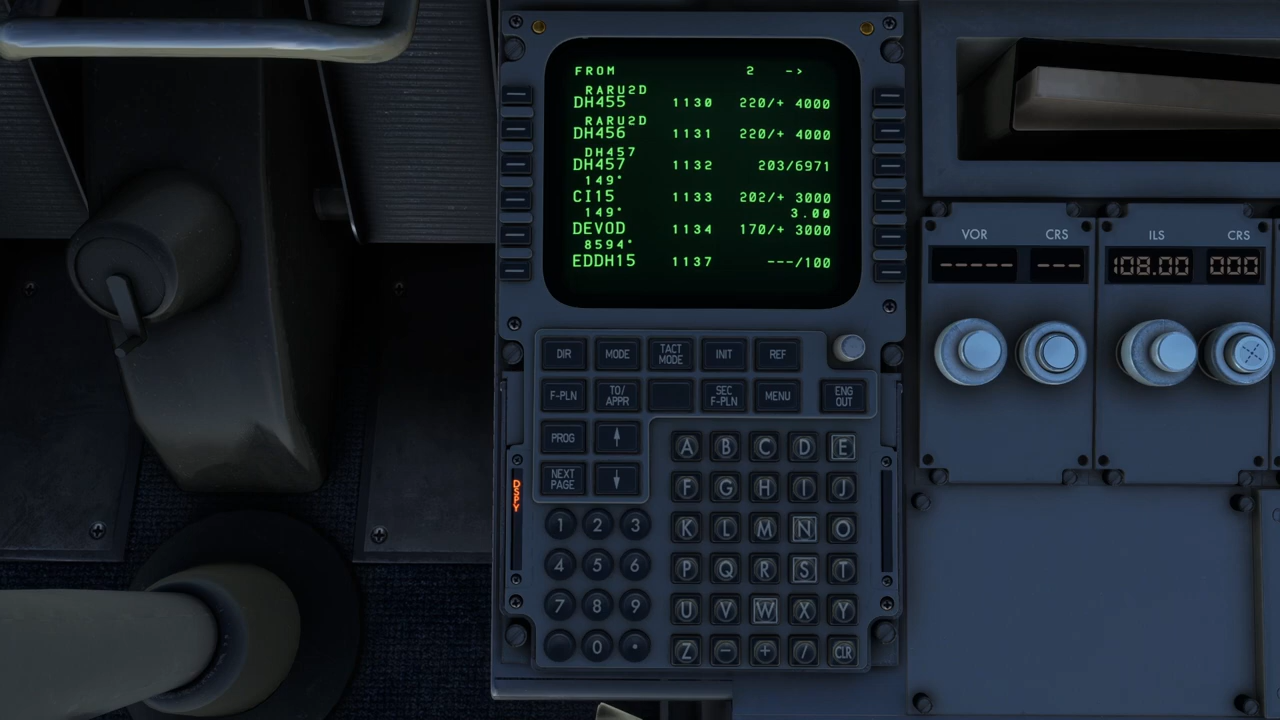 FROM 2 ->
RARU2D
DH455 1130 220/+ 4000
RARU2D
DH456 1131 220/+ 4000
DH457
DH457 1132 203/6971
149°
CI15 1133 202/+ 3000
149° 3.00
DEVOD 1134 170/+ 3000
8594°
EDDH15 1137 ---/100
VOR CRS
----- ---
ILS CRS
108.00 000
DIR MODE TACT MODE INIT REF
F-PLN TO/APPR SEC F-PLN MENU ENG OUT
PROG ↑
NEXT PAGE ↓
DSPY
A B C D E
F G H I J
1 2 3 K L M N O
4 5 6 P Q R S T
7 8 9 U V W X Y
0 • Z - + / CLR